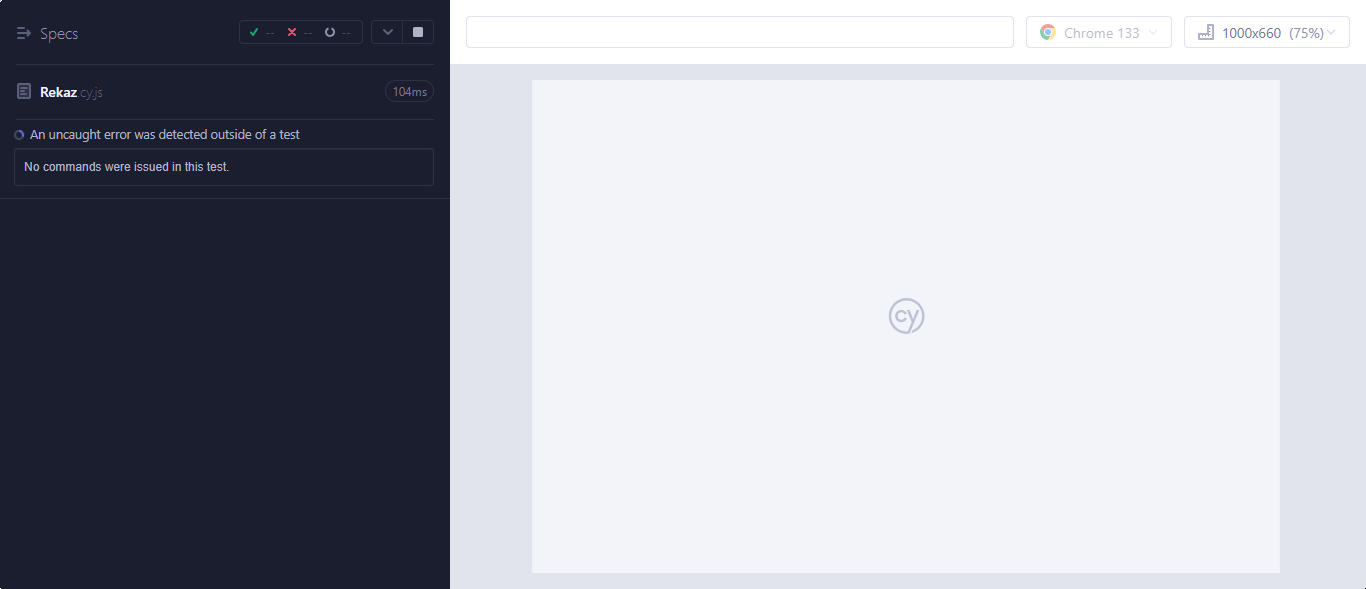 Specs -- -- --
Chrome 133 1000x660 (75%)
Rekaz.cy.js 104ms
An uncaught error was detected outside of a test
No commands were issued in this test.
cy